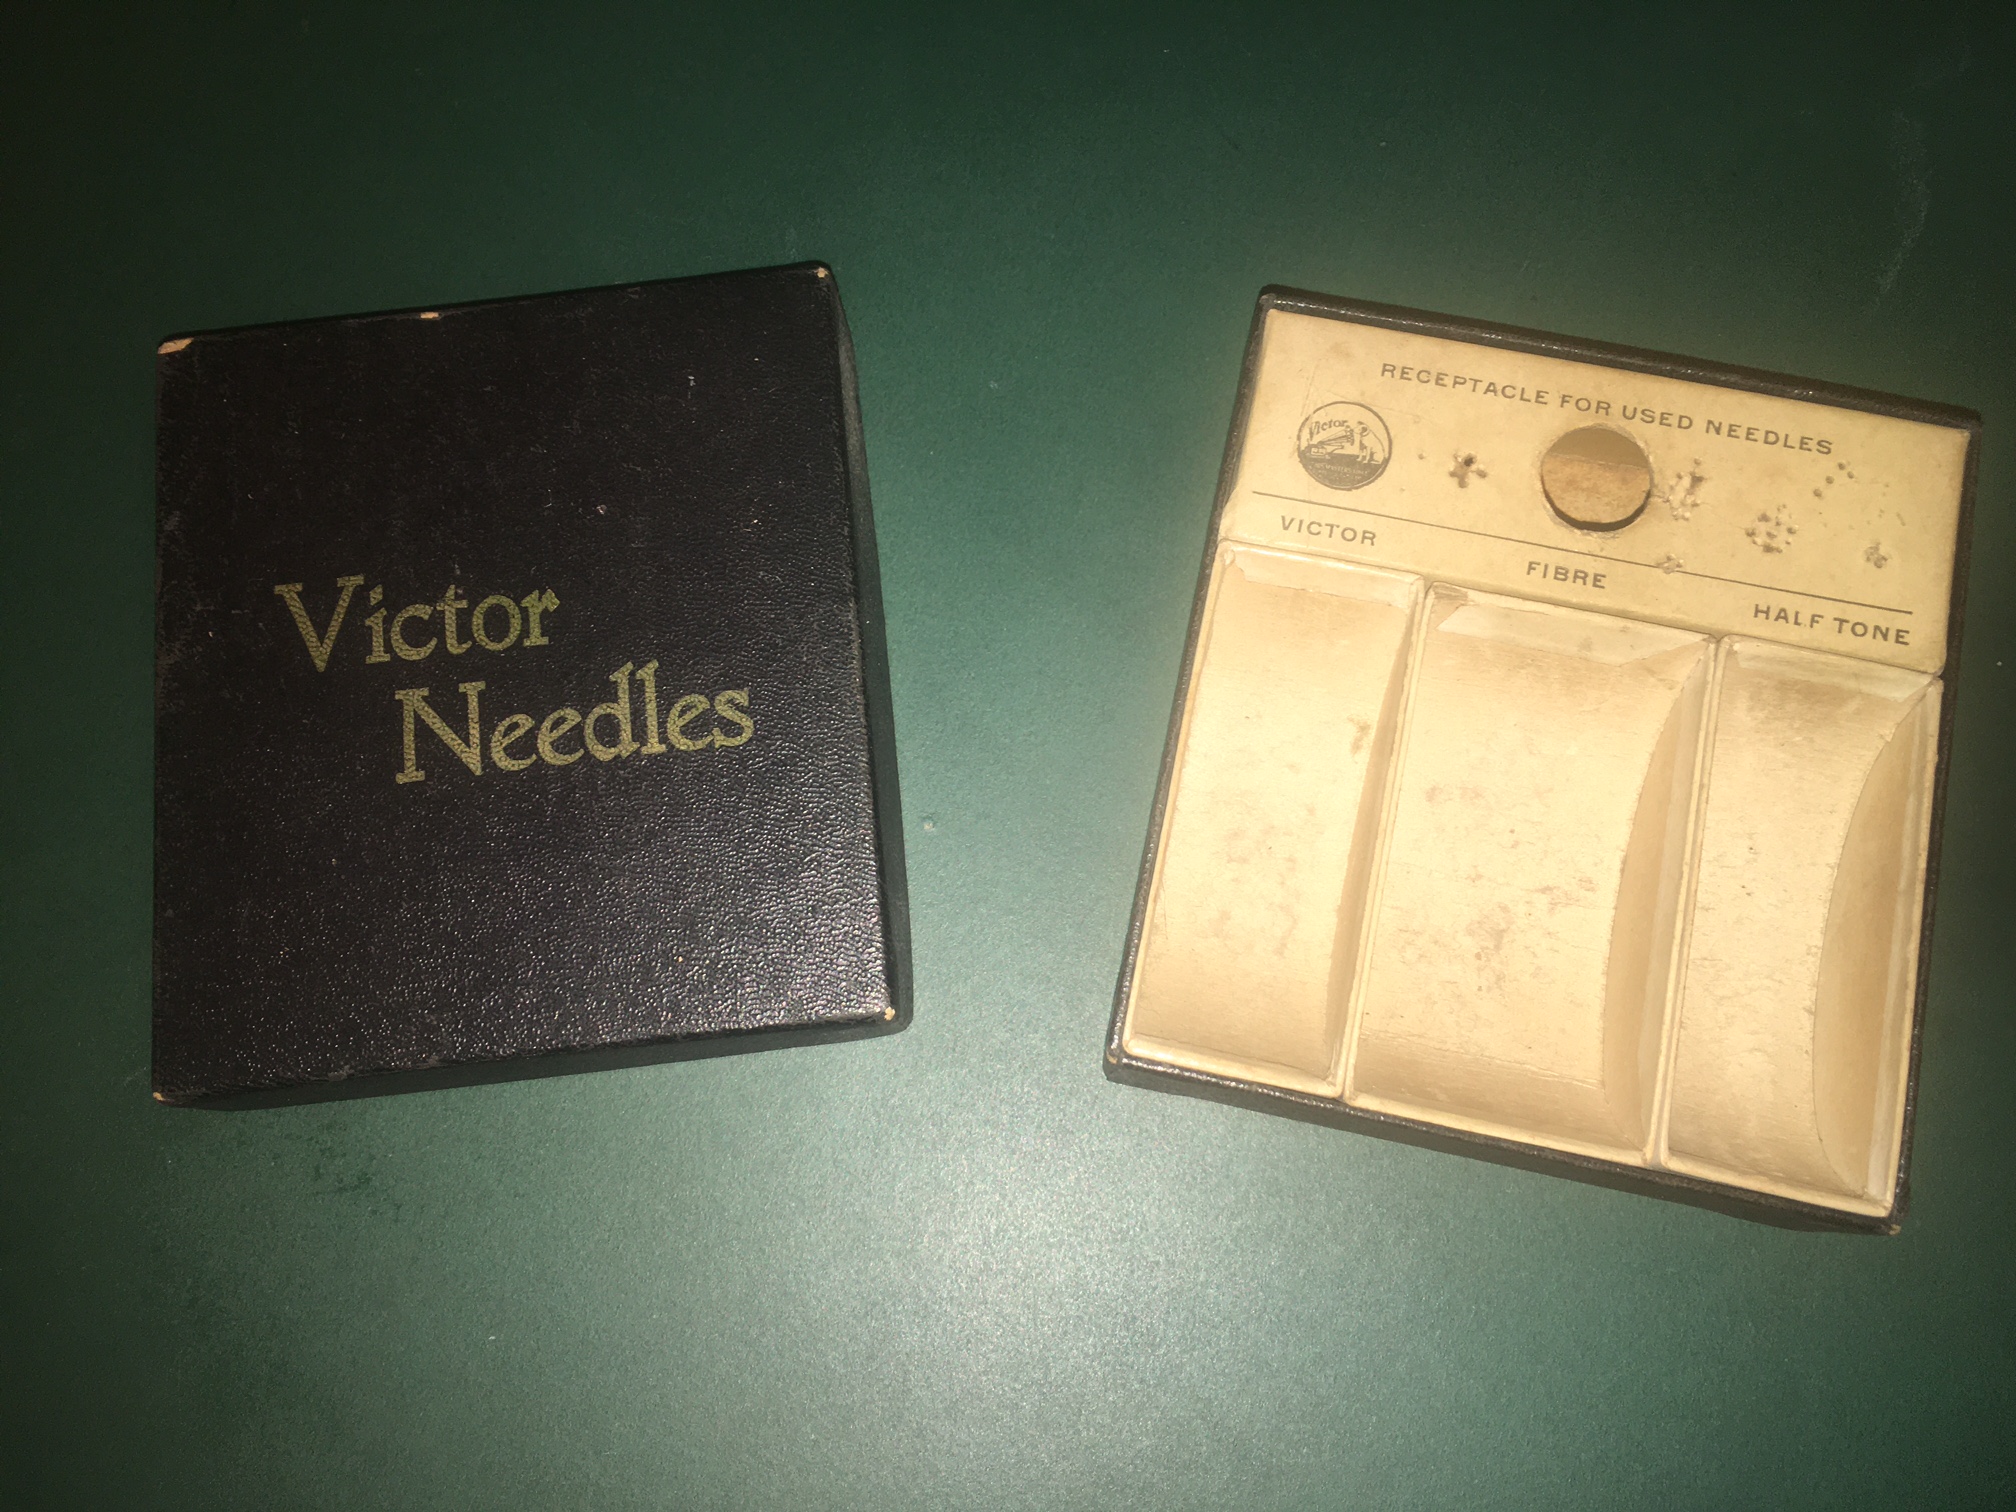 Victor
Needles
RECEPTACLE FOR USED NEEDLES
Victor
VICTOR
FIBRE
HALF TONE